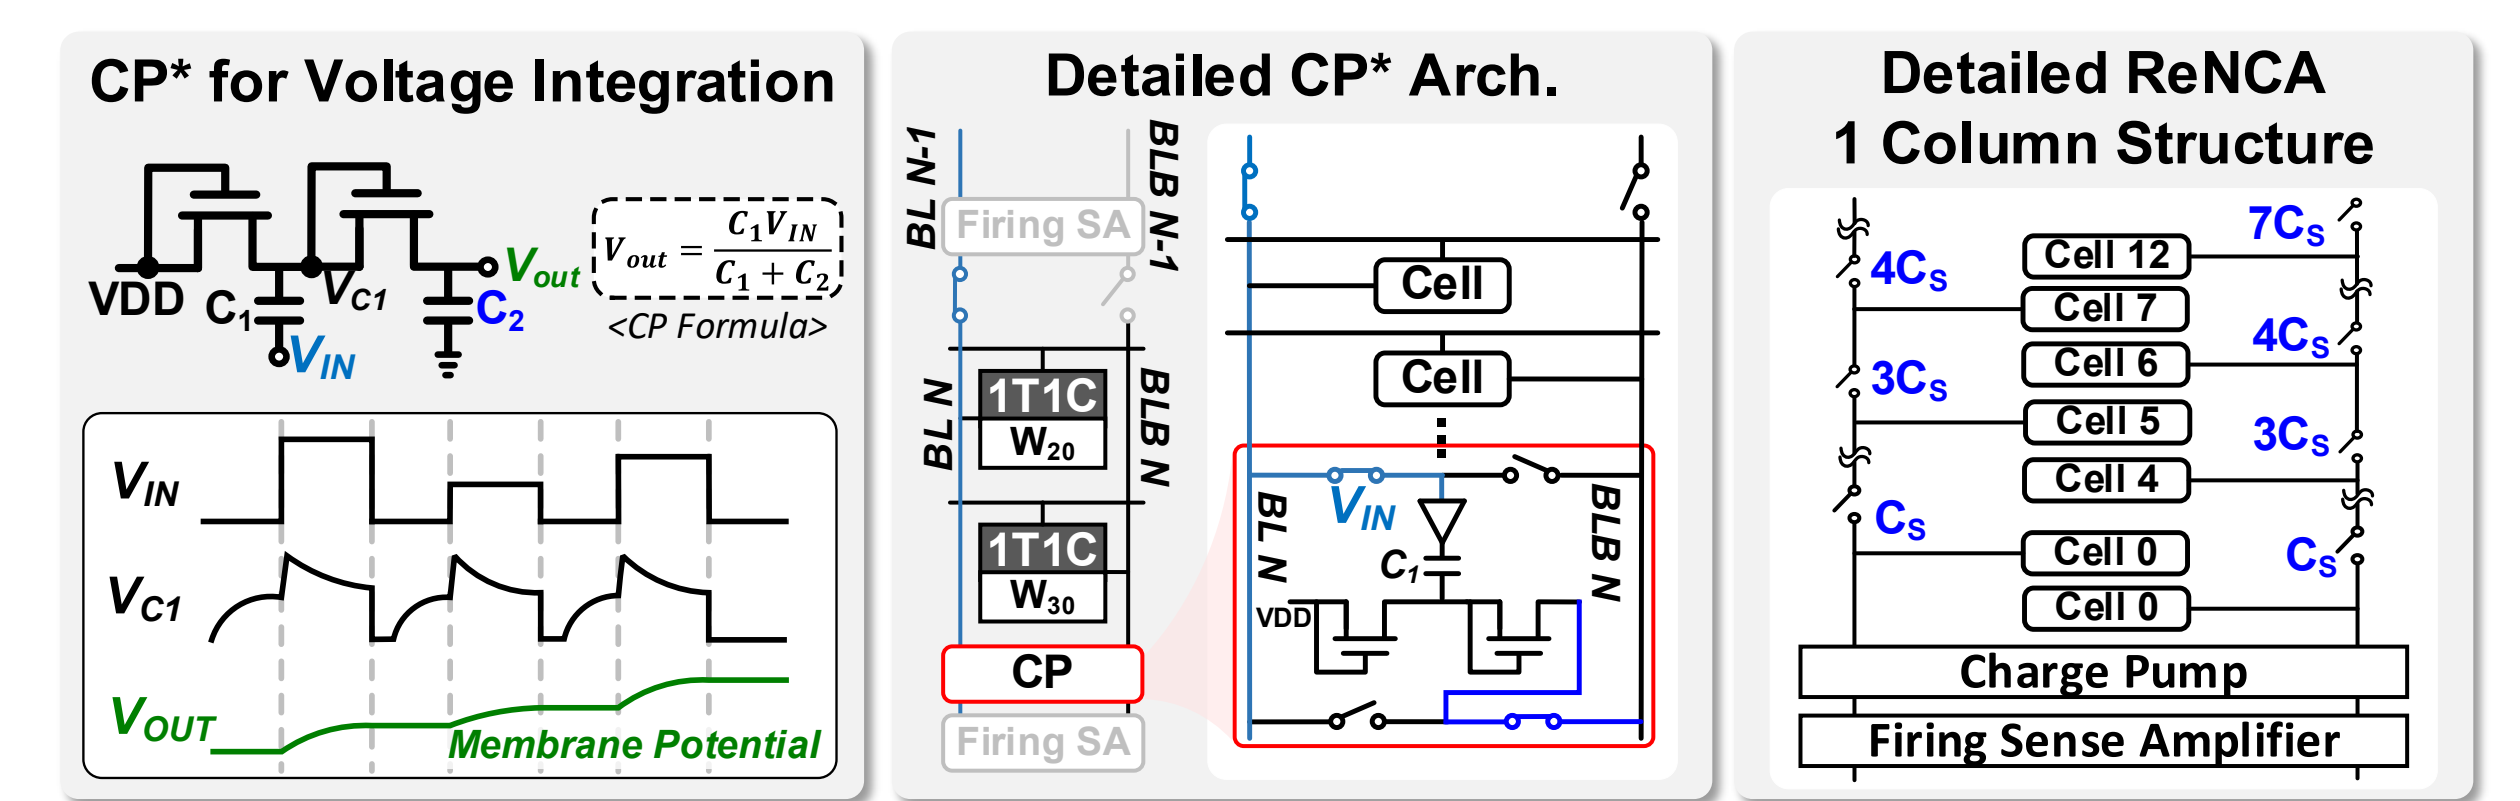 CP* for Voltage Integration
VDD
C1
VIN
VC1
C2
Vout
Vout = C1VIN / C1 + C2
<CP Formula>
VIN
VC1
VOUT
Membrane Potential
Detailed CP* Arch.
BL N-1
BLB N-1
Firing SA
BL N
BLB N
1T1C
W20
1T1C
W30
CP
Firing SA
Cell
Cell
VIN
BL N
BLB N
C1
VDD
Detailed ReNCA
1 Column Structure
7CS
Cell 12
4CS
Cell 7
4CS
Cell 6
3CS
Cell 5
3CS
Cell 4
CS
Cell 0
CS
Cell 0
Charge Pump
Firing Sense Amplifier